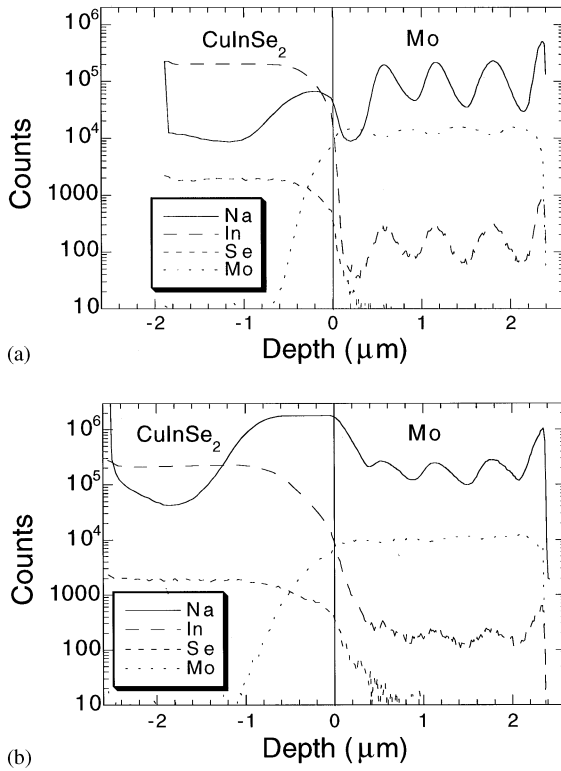 CuInSe2 Mo
10^6
10^5
10^4
1000
100
10
Counts
Na
In
Se
Mo
-2 -1 0 1 2
Depth (μm)
(a)
CuInSe2 Mo
10^6
10^5
10^4
1000
100
10
Counts
Na
In
Se
Mo
-2 -1 0 1 2
Depth (μm)
(b)